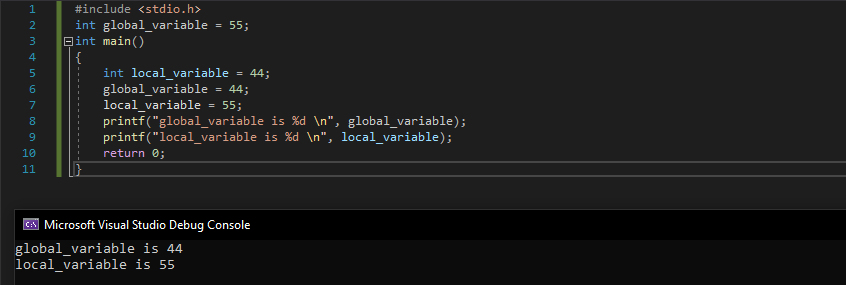 1 #include <stdio.h>
2 int global_variable = 55;
3 int main()
4 {
5 int local_variable = 44;
6 global_variable = 44;
7 local_variable = 55;
8 printf("global_variable is %d \n", global_variable);
9 printf("local_variable is %d \n", local_variable);
10 return 0;
11 }
C:\ Microsoft Visual Studio Debug Console
global_variable is 44
local_variable is 55